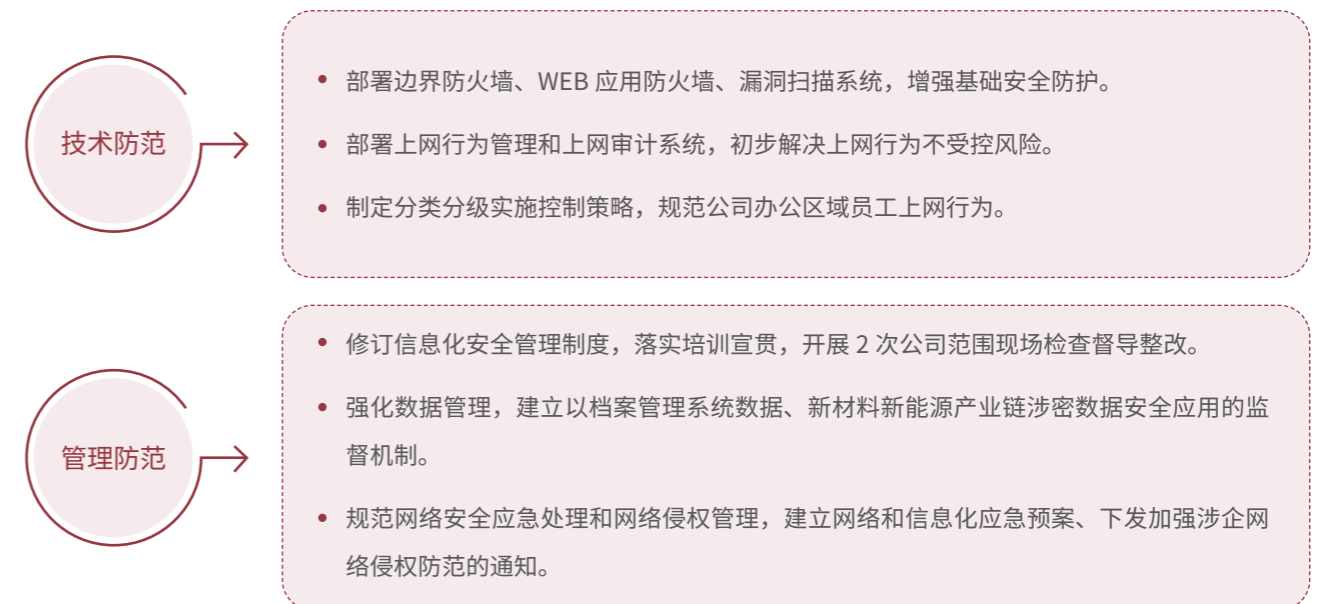 技术防范
部署边界防火墙、WEB 应用防火墙、漏洞扫描系统，增强基础安全防护。
部署上网行为管理和上网审计系统，初步解决上网行为不受控风险。
制定分类分级实施控制策略，规范公司办公区域员工上网行为。
管理防范
修订信息化安全管理制度，落实培训宣贯，开展 2 次公司范围现场检查督导整改。
强化数据管理，建立以档案管理系统数据、新材料新能源产业链涉密数据安全应用的监
督机制。
规范网络安全应急处理和网络侵权管理，建立网络和信息化应急预案、下发加强涉企网
络侵权防范的通知。